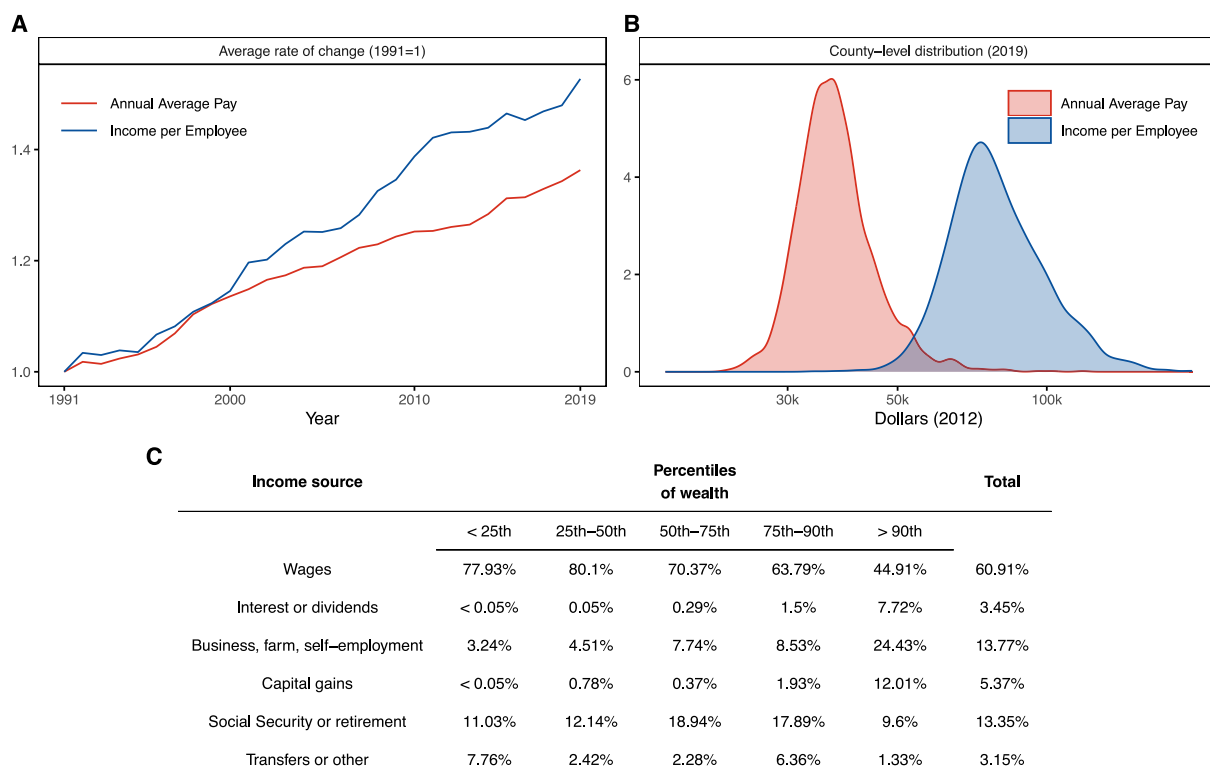 A
Average rate of change (1991=1)
Annual Average Pay
Income per Employee
1.4
1.2
1.0
1991 2000 2010 2019
Year
B
County–level distribution (2019)
Annual Average Pay
Income per Employee
6
4
2
0
30k 50k 100k
Dollars (2012)
C
Income source Percentiles of wealth Total
< 25th 25th–50th 50th–75th 75th–90th > 90th
Wages 77.93% 80.1% 70.37% 63.79% 44.91% 60.91%
Interest or dividends < 0.05% 0.05% 0.29% 1.5% 7.72% 3.45%
Business, farm, self–employment 3.24% 4.51% 7.74% 8.53% 24.43% 13.77%
Capital gains < 0.05% 0.78% 0.37% 1.93% 12.01% 5.37%
Social Security or retirement 11.03% 12.14% 18.94% 17.89% 9.6% 13.35%
Transfers or other 7.76% 2.42% 2.28% 6.36% 1.33% 3.15%